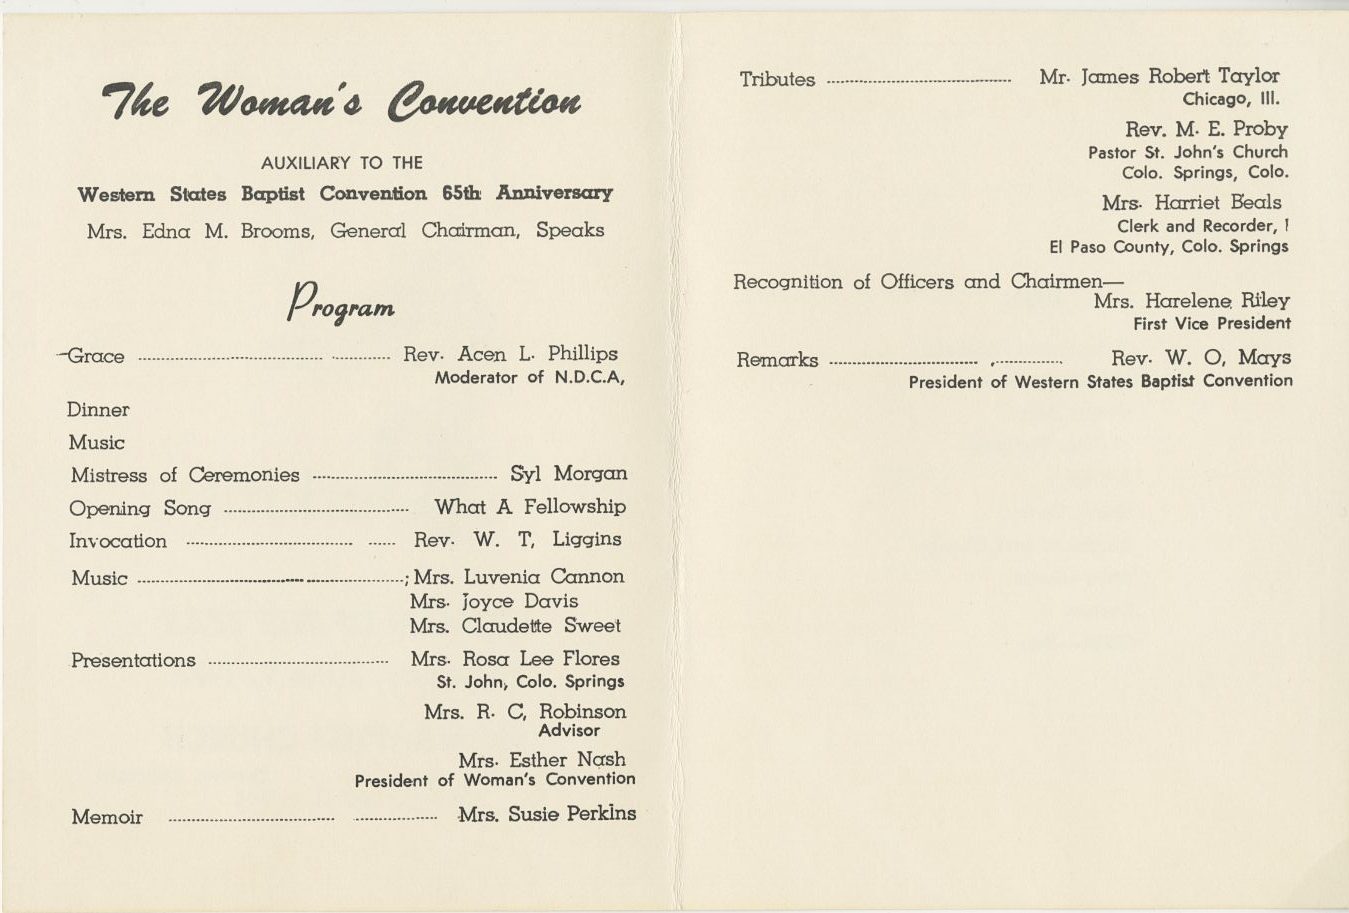 The Woman's Convention
AUXILIARY TO THE
Western States Baptist Convention 65th Anniversary
Mrs. Edna M. Brooms, General Chairman, Speaks
Program
Grace ........................................ Rev. Acen L. Phillips
Moderator of N.D.C.A,
Dinner
Music
Mistress of Ceremonies ........................................ Syl Morgan
Opening Song ........................................ What A Fellowship
Invocation ........................................ Rev. W. T, Liggins
Music ........................................; Mrs. Luvenia Cannon
Mrs. Joyce Davis
Mrs. Claudette Sweet
Presentations ........................................ Mrs. Rosa Lee Flores
St. John, Colo. Springs
Mrs. R. C, Robinson
Advisor
Mrs. Esther Nash
President of Woman's Convention
Memoir ........................................ Mrs. Susie Perkins
Tributes ........................................ Mr. James Robert Taylor
Chicago, Ill.
Rev. M. E. Proby
Pastor St. John's Church
Colo. Springs, Colo.
Mrs. Harriet Beals
Clerk and Recorder,
El Paso County, Colo. Springs
Recognition of Officers and Chairmen—
Mrs. Harelene Riley
First Vice President
Remarks ........................................ Rev. W. O, Mays
President of Western States Baptist Convention